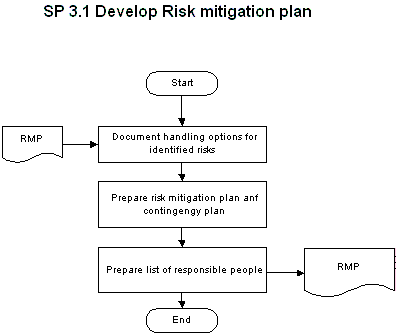 SP 3.1 Develop Risk mitigation plan
Start
RMP
Document handling options for
identified risks
Prepare risk mitigation plan anf
contingengy plan
Prepare list of responsible people
RMP
End